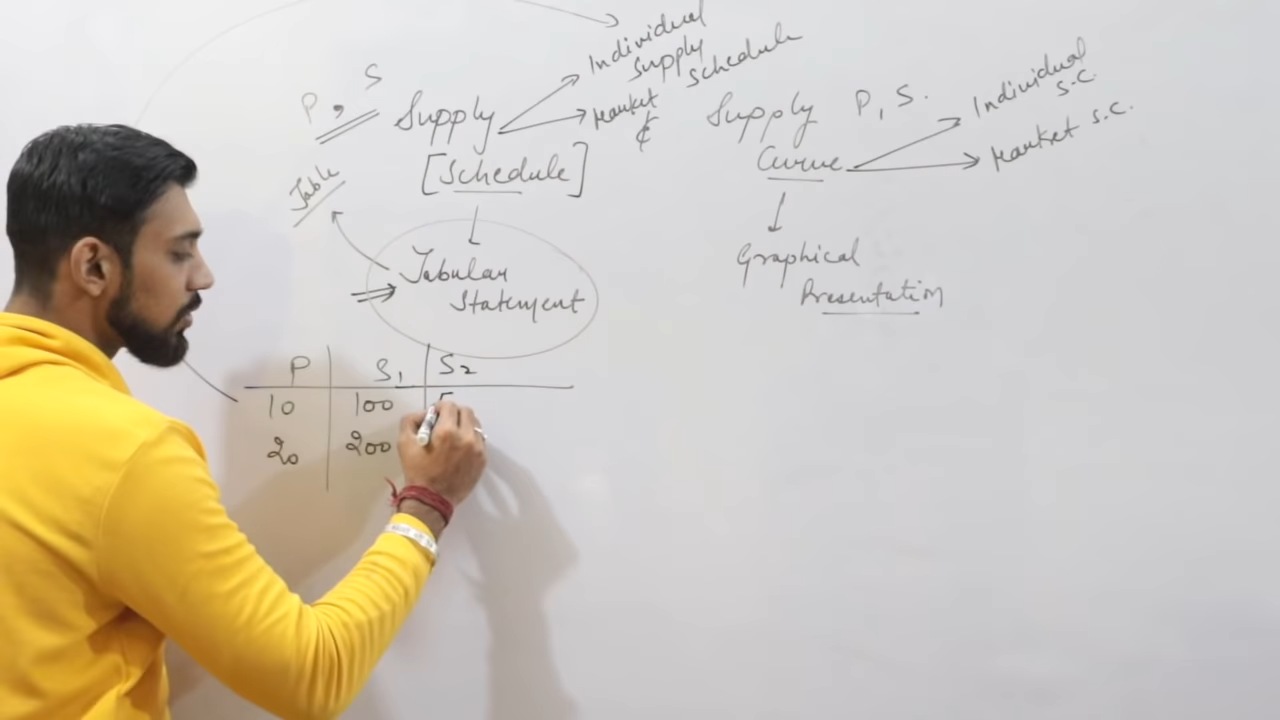 P, S
Supply
[Schedule]
Individual
Supply
Schedule
Market
Table
Tabular
Statement
P S₁ S₂
10 100 5
20 200
Supply P, S.
Curve
Individual
S.C.
Market S.C.
Graphical
Presentation